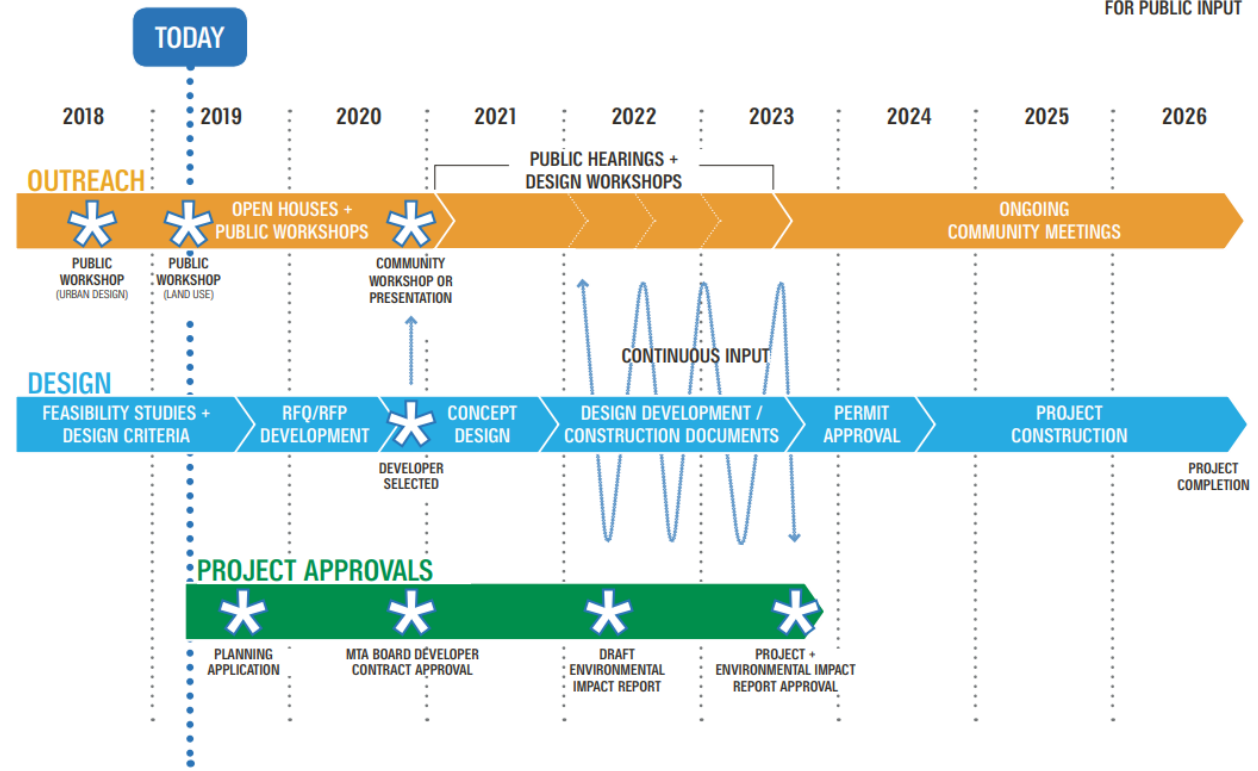 FOR PUBLIC INPUT
TODAY
2018
2019
2020
2021
2022
2023
2024
2025
2026
PUBLIC HEARINGS +
DESIGN WORKSHOPS
OUTREACH
OPEN HOUSES +
PUBLIC WORKSHOPS
ONGOING
COMMUNITY MEETINGS
PUBLIC
WORKSHOP
(URBAN DESIGN)
PUBLIC
WORKSHOP
(LAND USE)
COMMUNITY
WORKSHOP OR
PRESENTATION
CONTINUOUS INPUT
DESIGN
FEASIBILITY STUDIES +
DESIGN CRITERIA
RFQ/RFP
DEVELOPMENT
CONCEPT
DESIGN
DESIGN DEVELOPMENT /
CONSTRUCTION DOCUMENTS
PERMIT
APPROVAL
PROJECT
CONSTRUCTION
DEVELOPER
SELECTED
PROJECT
COMPLETION
PROJECT APPROVALS
PLANNING
APPLICATION
MTA BOARD DEVELOPER
CONTRACT APPROVAL
DRAFT
ENVIRONMENTAL
IMPACT REPORT
PROJECT +
ENVIRONMENTAL IMPACT
REPORT APPROVAL